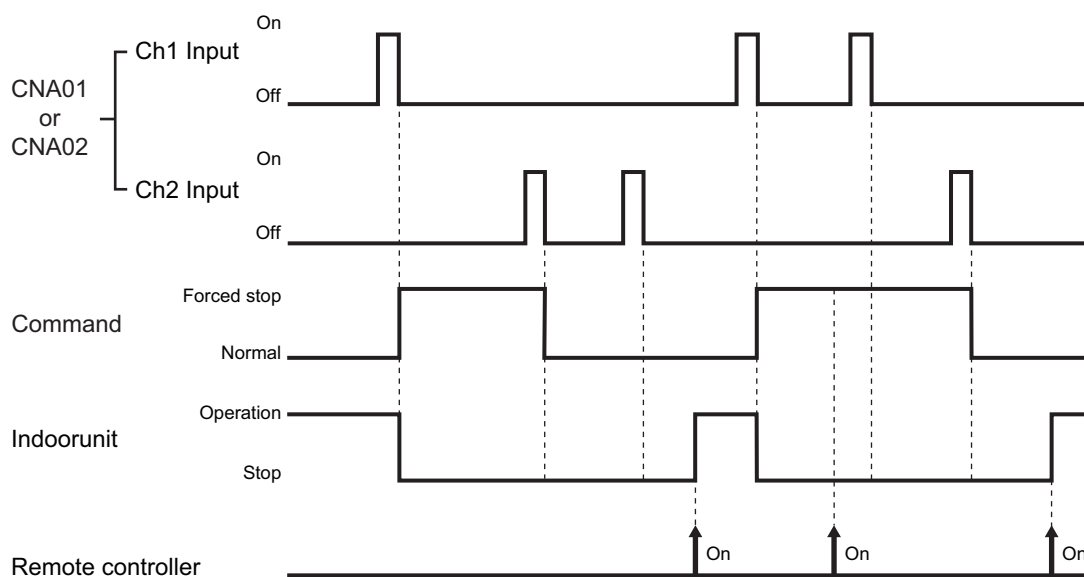 On
Ch1 Input
Off
CNA01
or
CNA02
On
Ch2 Input
Off
Forced stop
Command
Normal
Operation
Indoorunit
Stop
On
On
On
Remote controller